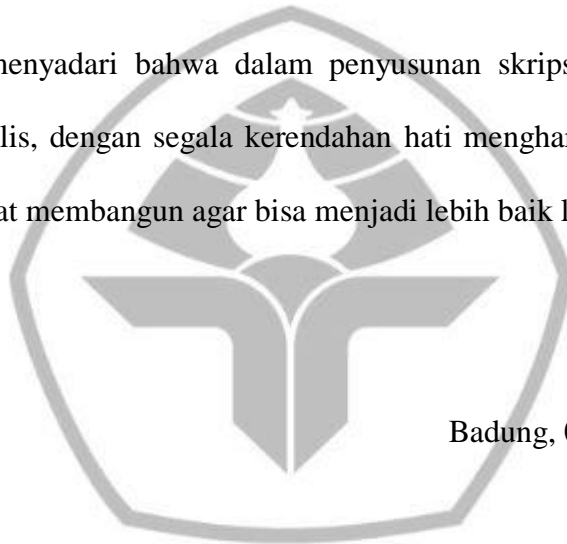 menyadari bahwa dalam penyusunan skrips
lis, dengan segala kerendahan hati menghar
at membangun agar bisa menjadi lebih baik l
Badung,